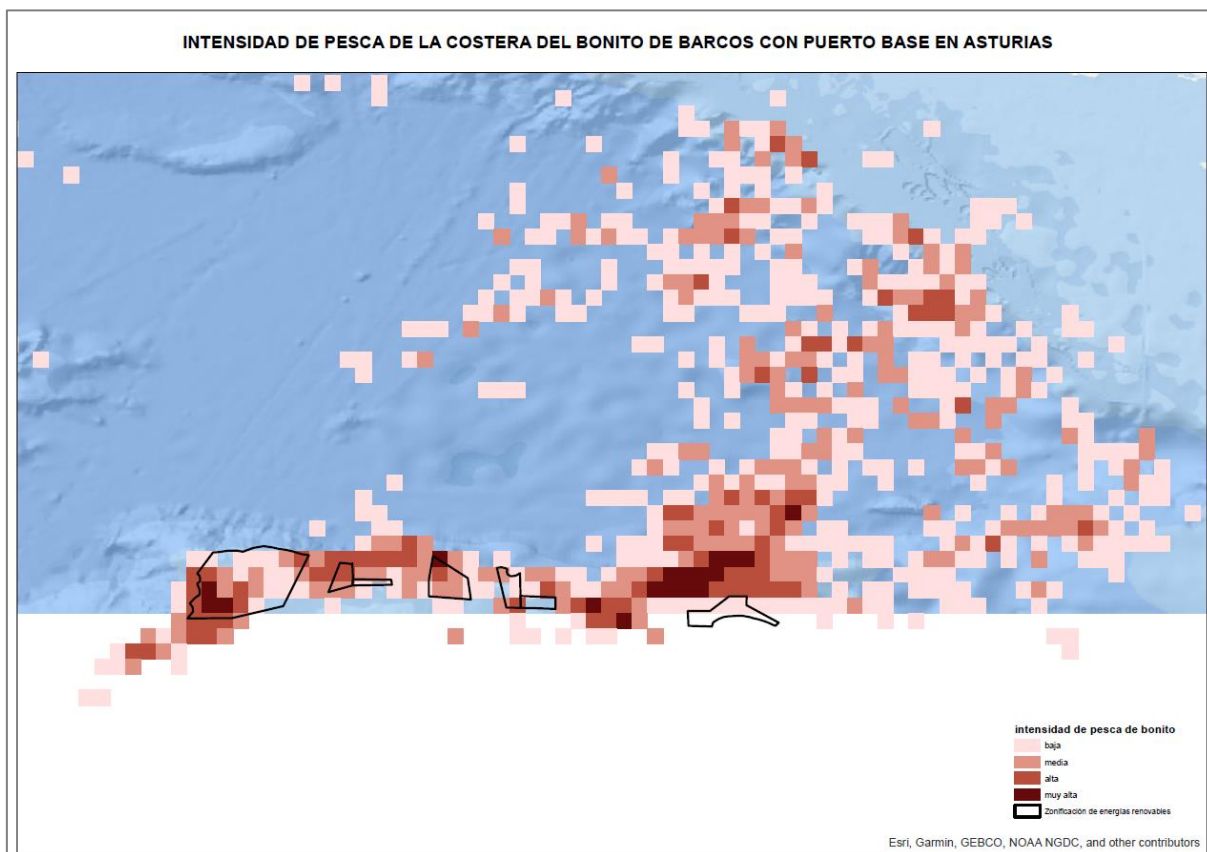 INTENSIDAD DE PESCA DE LA COSTERA DEL BONITO DE BARCOS CON PUERTO BASE EN ASTURIAS
intensidad de pesca de bonito
baja
media
alta
muy alta
Zonificación de energías renovables
Esri, Garmin, GEBCO, NOAA NGDC, and other contributors